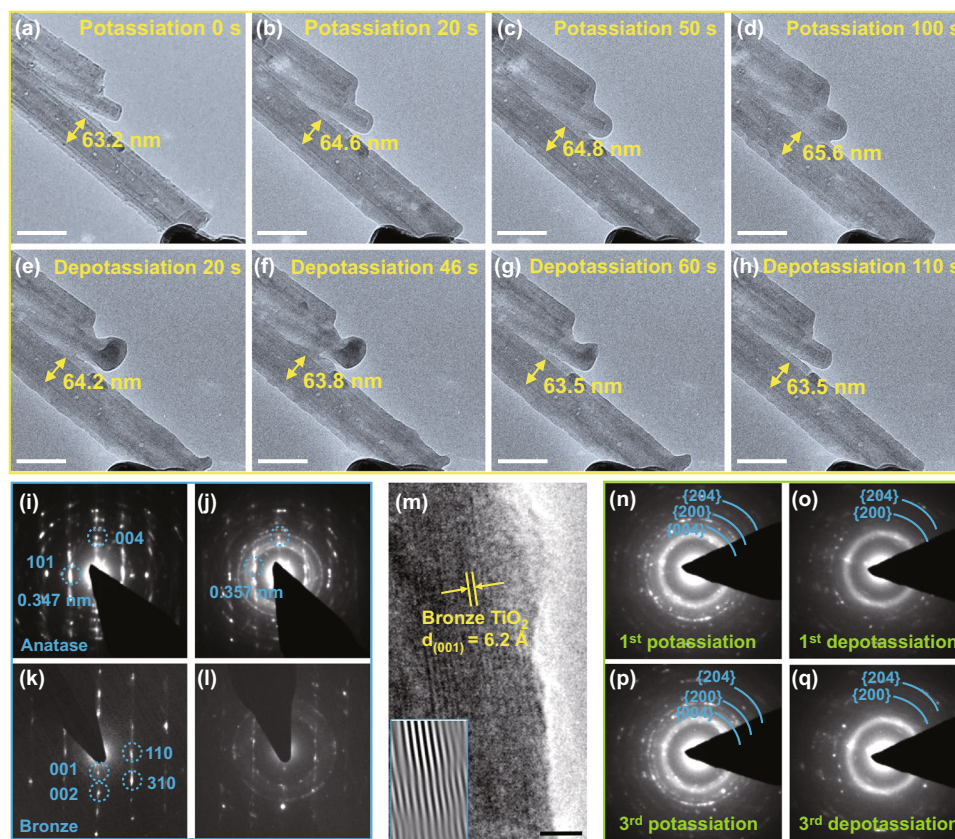 (a) Potassiation 0 s
63.2 nm
(b) Potassiation 20 s
64.6 nm
(c) Potassiation 50 s
64.8 nm
(d) Potassiation 100 s
65.6 nm
(e) Depotassiation 20 s
64.2 nm
(f) Depotassiation 46 s
63.8 nm
(g) Depotassiation 60 s
63.5 nm
(h) Depotassiation 110 s
63.5 nm
(i)
004
101
0.347 nm
Anatase
(j)
0.357 nm
(k)
001
002
110
310
Bronze
(l)
(m)
Bronze TiO₂
d₍₀₀₁₎ = 6.2 Å
(n)
{204}
{200}
{004}
1ˢᵗ potassiation
(o)
{204}
{200}
1ˢᵗ depotassiation
(p)
{204}
{200}
{004}
3ʳᵈ potassiation
(q)
{204}
{200}
3ʳᵈ depotassiation